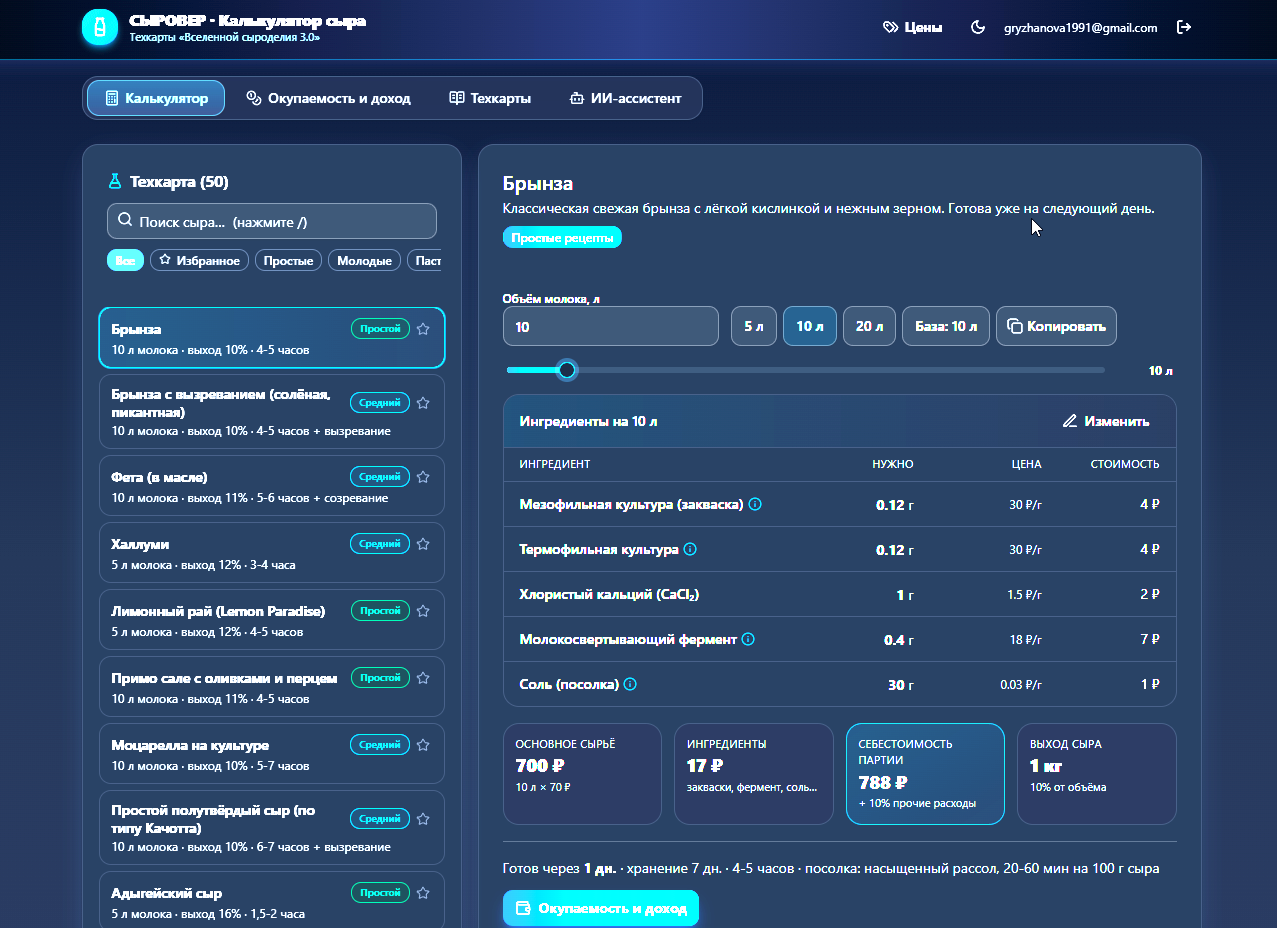 СЫРОВЕР - Калькулятор сыра
Техкарты «Вселенной сыроделия 3.0»
Цены
gryzhanova1991@gmail.com
Калькулятор
Окупаемость и доход
Техкарты
ИИ-ассистент
Техкарта (50)
Поиск сыра... (нажмите /)
Все
Избранное
Простые
Молодые
Паст
Брынза
Простой
10 л молока · выход 10% · 4-5 часов
Брынза с вызреванием (солёная,
пикантная)
Средний
10 л молока · выход 10% · 4-5 часов + вызревание
Фета (в масле)
Средний
10 л молока · выход 11% · 5-6 часов + созревание
Халлуми
Средний
5 л молока · выход 12% · 3-4 часа
Лимонный рай (Lemon Paradise)
Простой
5 л молока · выход 12% · 4-5 часов
Примо сале с оливками и перцем
Простой
10 л молока · выход 11% · 4-5 часов
Моцарелла на культуре
Средний
10 л молока · выход 10% · 5-7 часов
Простой полутвёрдый сыр (по
типу Качотта)
Средний
10 л молока · выход 10% · 6-7 часов + вызревание
Адыгейский сыр
Простой
5 л молока · выход 16% · 1,5-2 часа
Брынза
Классическая свежая брынза с лёгкой кислинкой и нежным зерном. Готова уже на следующий день.
Простые рецепты
Объём молока, л
10
5 л
10 л
20 л
База: 10 л
Копировать
10 л
Ингредиенты на 10 л
Изменить
ИНГРЕДИЕНТ НУЖНО ЦЕНА СТОИМОСТЬ
Мезофильная культура (закваска) 0.12 г 30 ₽/г 4 ₽
Термофильная культура 0.12 г 30 ₽/г 4 ₽
Хлористый кальций (CaCl₂) 1 г 1.5 ₽/г 2 ₽
Молокосвертывающий фермент 0.4 г 18 ₽/г 7 ₽
Соль (посолка) 30 г 0.03 ₽/г 1 ₽
ОСНОВНОЕ СЫРЬЁ
700 ₽
10 л × 70 ₽
ИНГРЕДИЕНТЫ
17 ₽
закваски, фермент, соль...
СЕБЕСТОИМОСТЬ
ПАРТИИ
788 ₽
+ 10% прочие расходы
ВЫХОД СЫРА
1 кг
10% от объёма
Готов через 1 дн. · хранение 7 дн. · 4-5 часов · посолка: насыщенный рассол, 20-60 мин на 100 г сыра
Окупаемость и доход